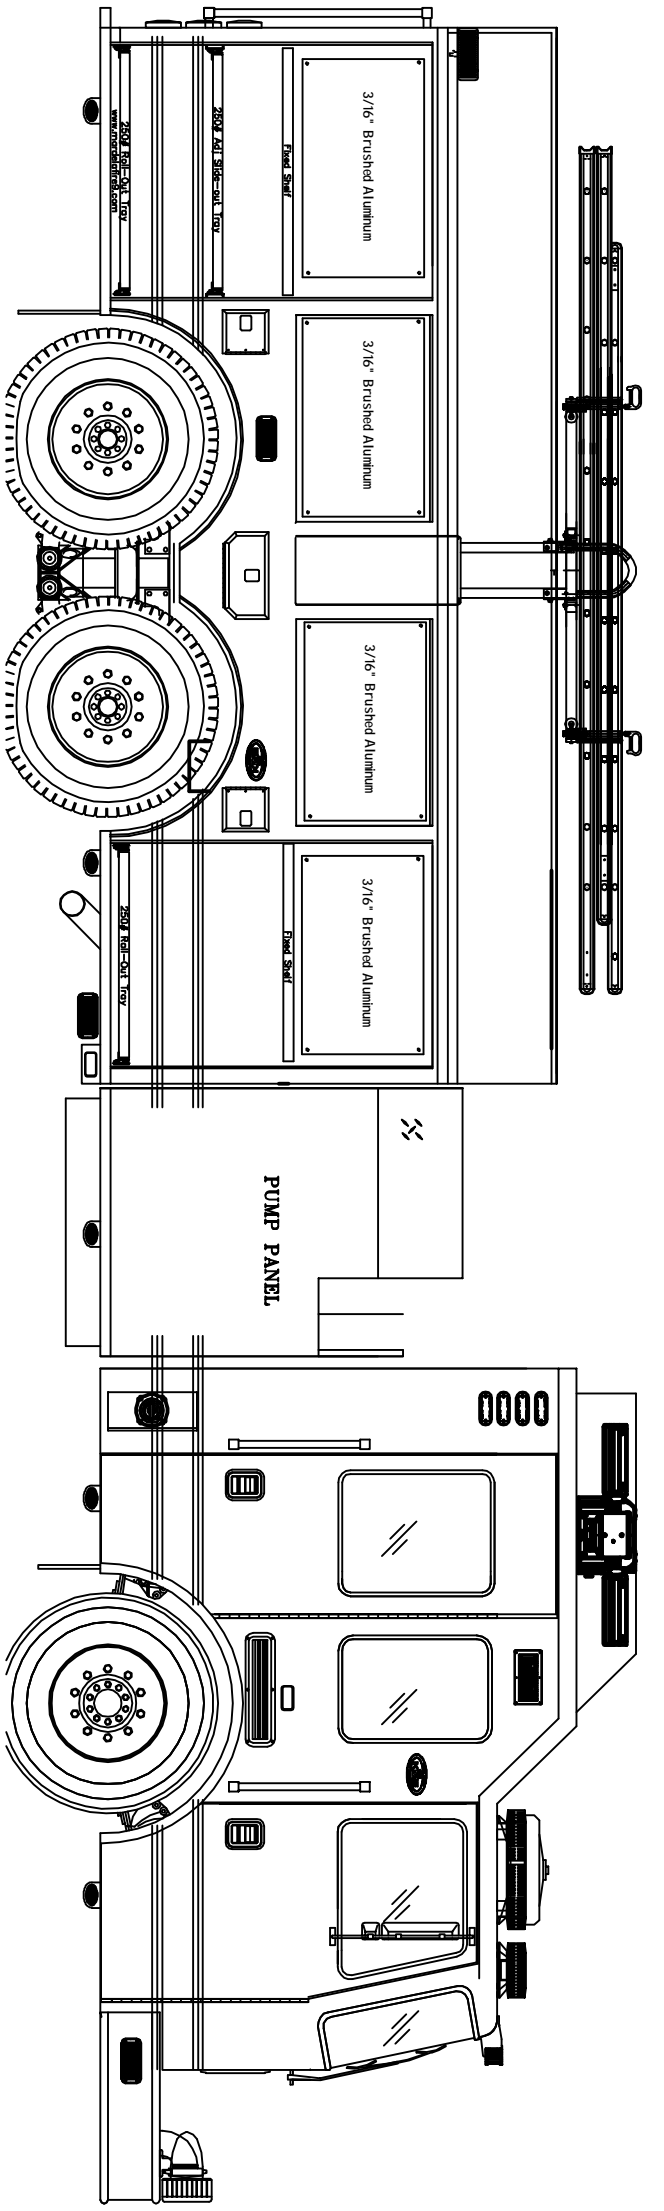 3/16" Brushed Aluminum
Fixed Shelf
250# Adj Slide-out Tray
250# Roll-Out Tray
3/16" Brushed Aluminum
3/16" Brushed Aluminum
3/16" Brushed Aluminum
Fixed Shelf
250# Roll-Out Tray
PUMP PANEL